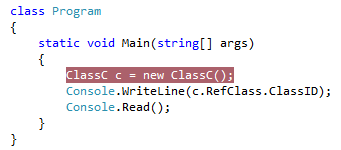 class Program
{
    static void Main(string[] args)
    {
        ClassC c = new ClassC();
        Console.WriteLine(c.RefClass.ClassID);
        Console.Read();
    }
}